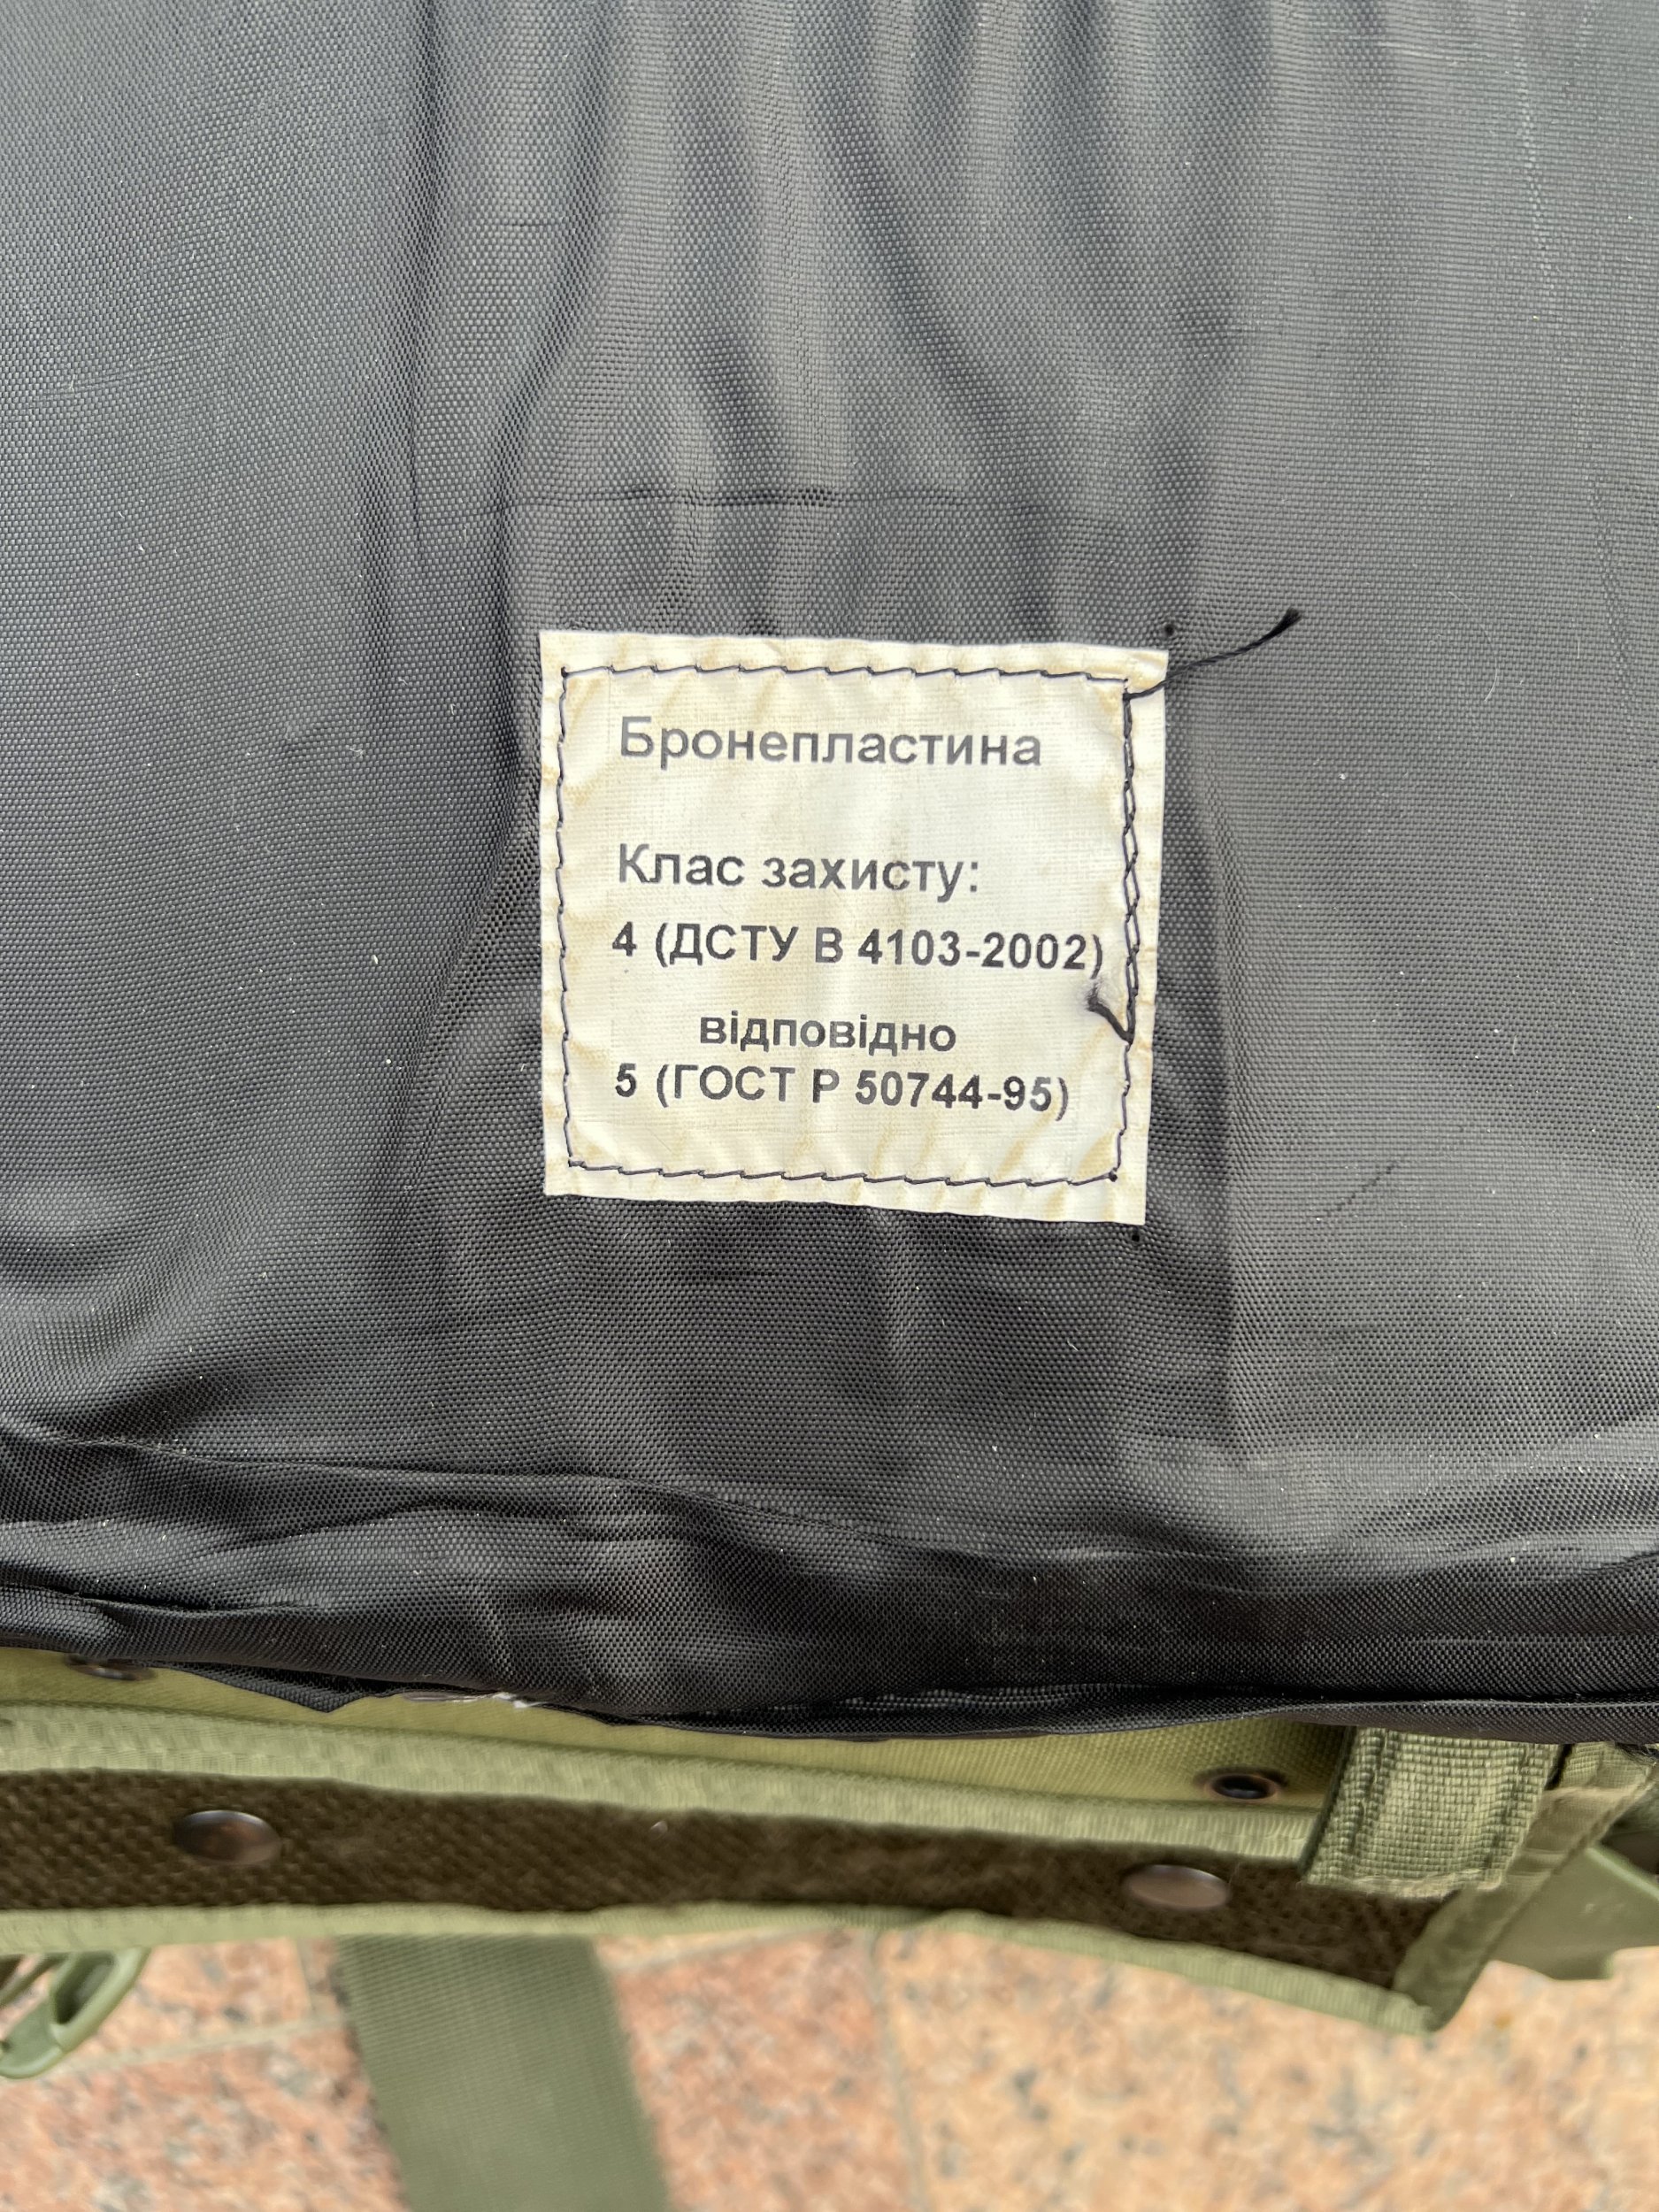 Бронепластина
Клас захисту:
4 (ДСТУ В 4103-2002)
відповідно
5 (ГОСТ Р 50744-95)